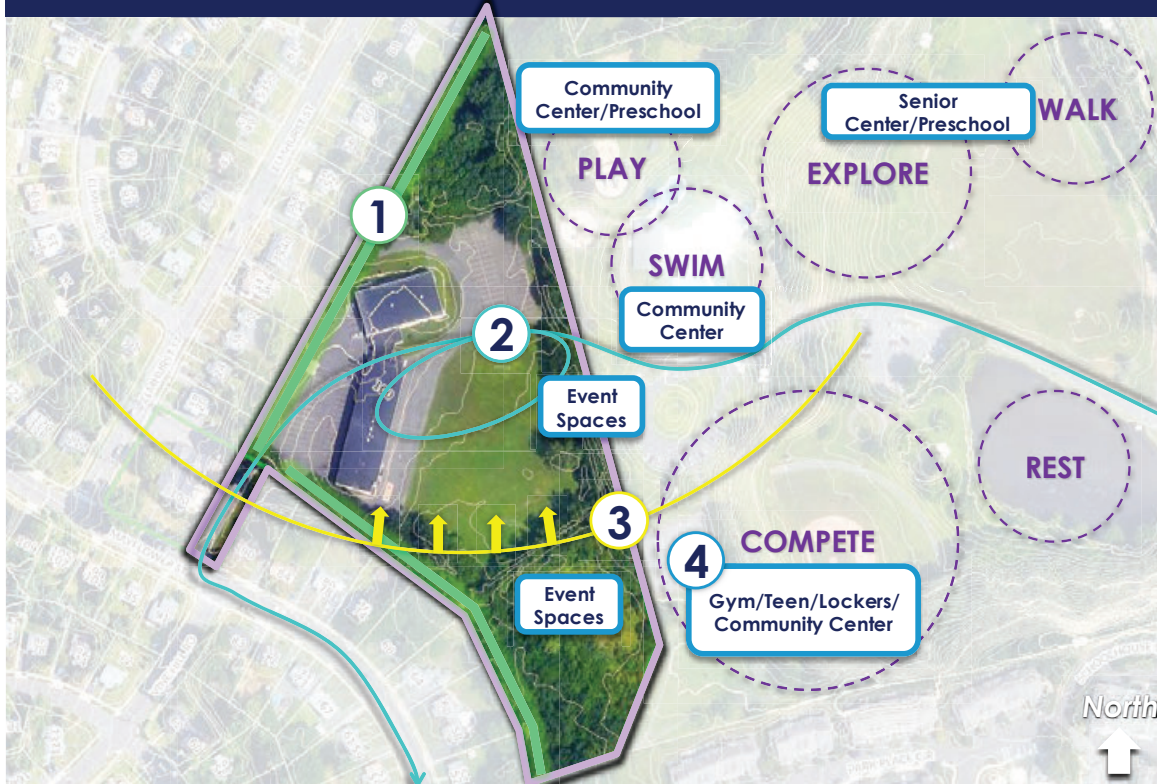 Community
Center/Preschool
Senior
Center/Preschool
WALK
PLAY
EXPLORE
1
SWIM
Community
Center
2
Event
Spaces
REST
3
COMPETE
4
Gym/Teen/Lockers/
Community Center
Event
Spaces
North